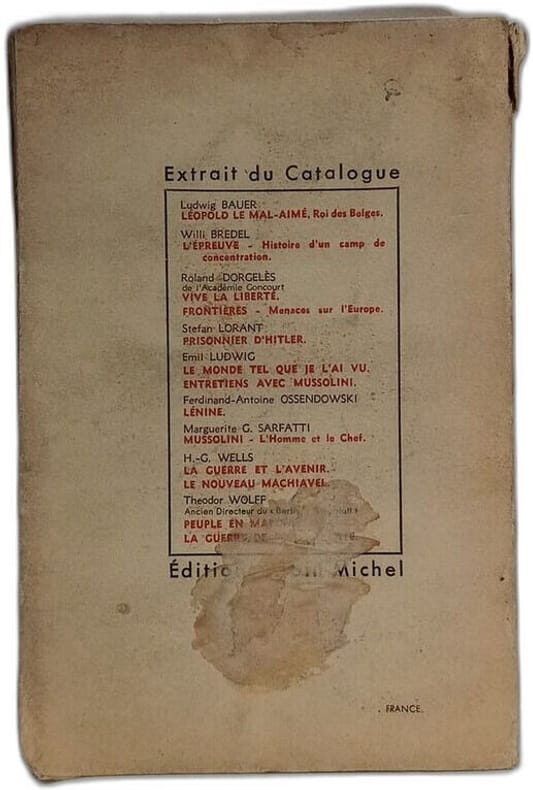 Extrait du Catalogue
Ludwig BAUER
LÉOPOLD LE MAL-AIMÉ, Roi des Belges.
Willi BREDEL
L'ÉPREUVE - Histoire d'un camp de
concentration.
Roland DORGELÈS
de l'Académie Goncourt
VIVE LA LIBERTÉ.
FRONTIÈRES - Menaces sur l'Europe.
Stefan LORANT
PRISONNIER D'HITLER.
Emil LUDWIG
LE MONDE TEL QUE JE L'AI VU.
ENTRETIENS AVEC MUSSOLINI.
Ferdinand-Antoine OSSENDOWSKI
LÉNINE.
Marguerite G. SARFATTI
MUSSOLINI - L'Homme et le Chef.
H.-G. WELLS
LA GUERRE ET L'AVENIR.
LE NOUVEAU MACHIAVEL.
Theodor WOLFF
Ancien Directeur du «
PEUPLE EN
LA GUERRE DE
Michel
FRANCE.